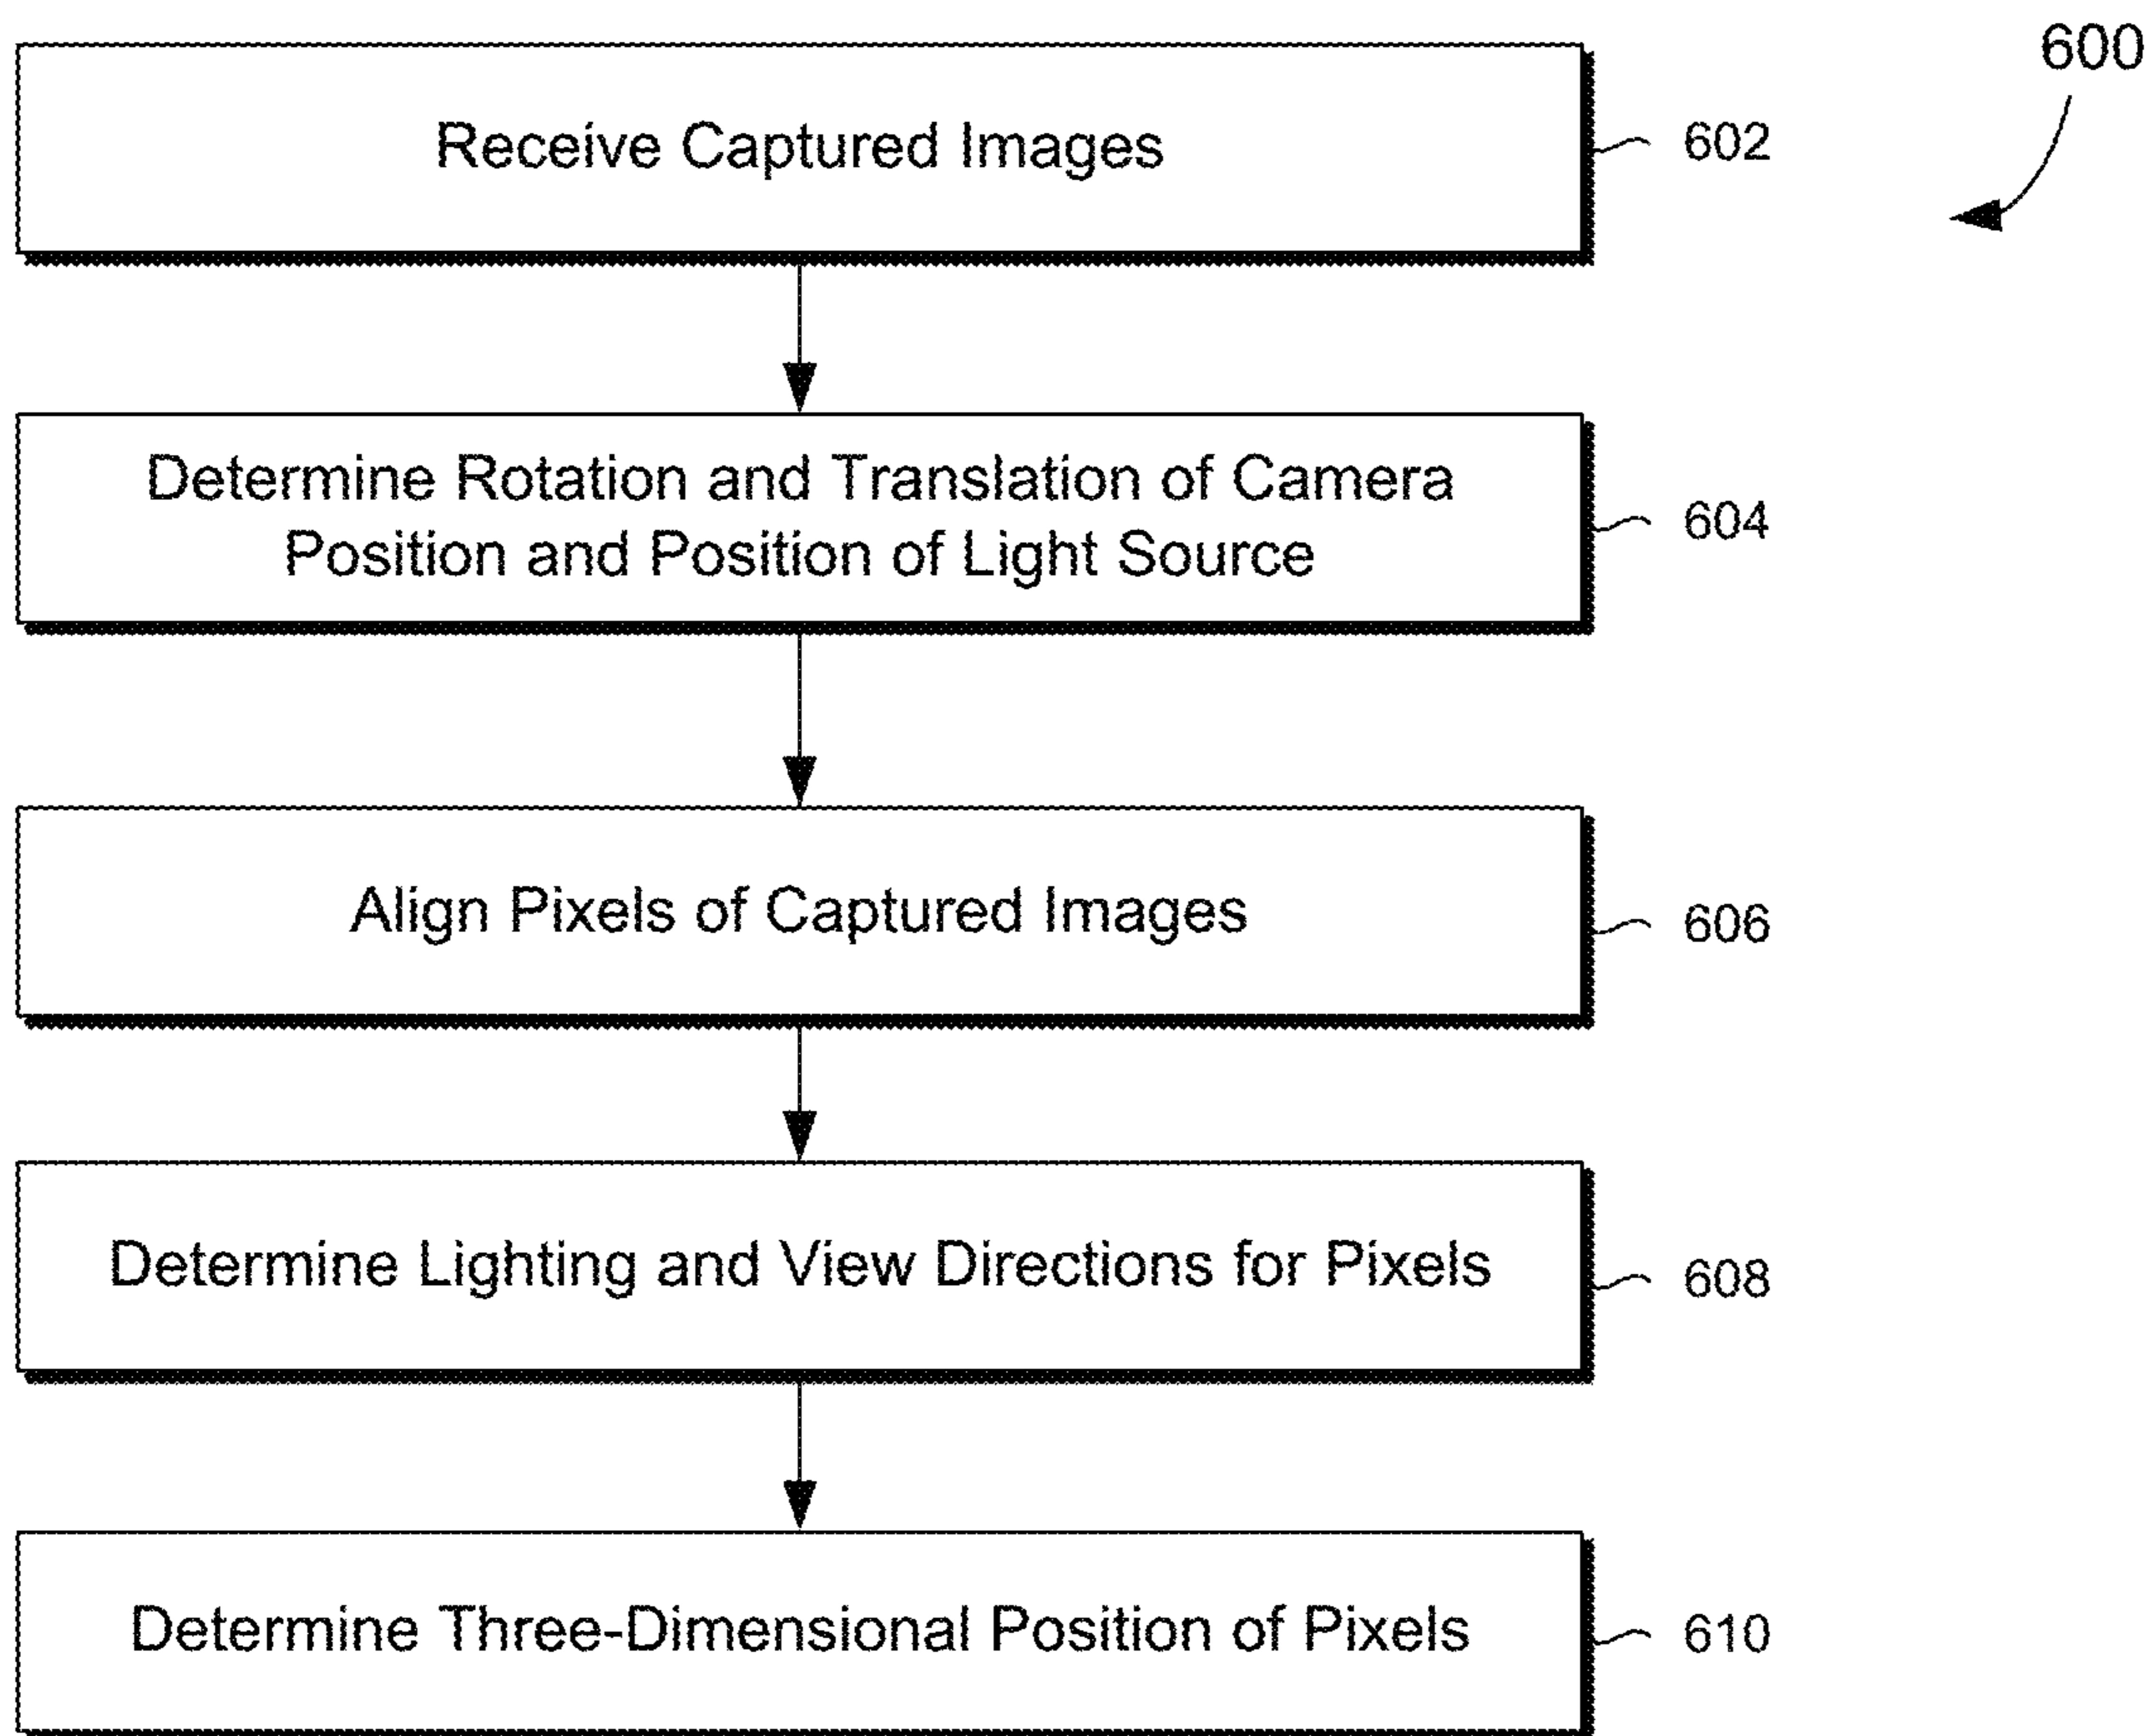 600
Receive Captured Images
602
Determine Rotation and Translation of Camera
Position and Position of Light Source
604
Align Pixels of Captured Images
606
Determine Lighting and View Directions for Pixels
608
Determine Three-Dimensional Position of Pixels
610